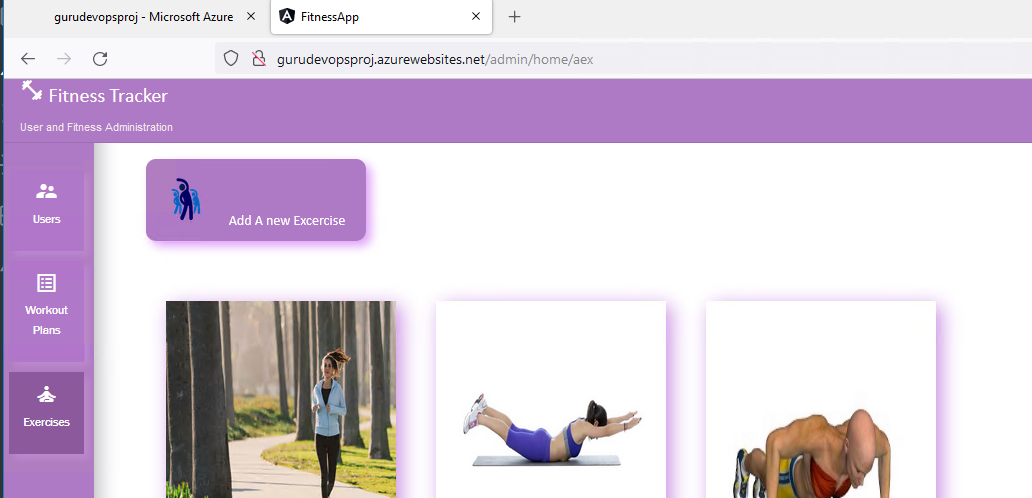 gurudevopsproj - Microsoft Azure
FitnessApp
gurudevopsproj.azurewebsites.net/admin/home/aex
Fitness Tracker
User and Fitness Administration
Users
Add A new Excercise
Workout
Plans
Exercises